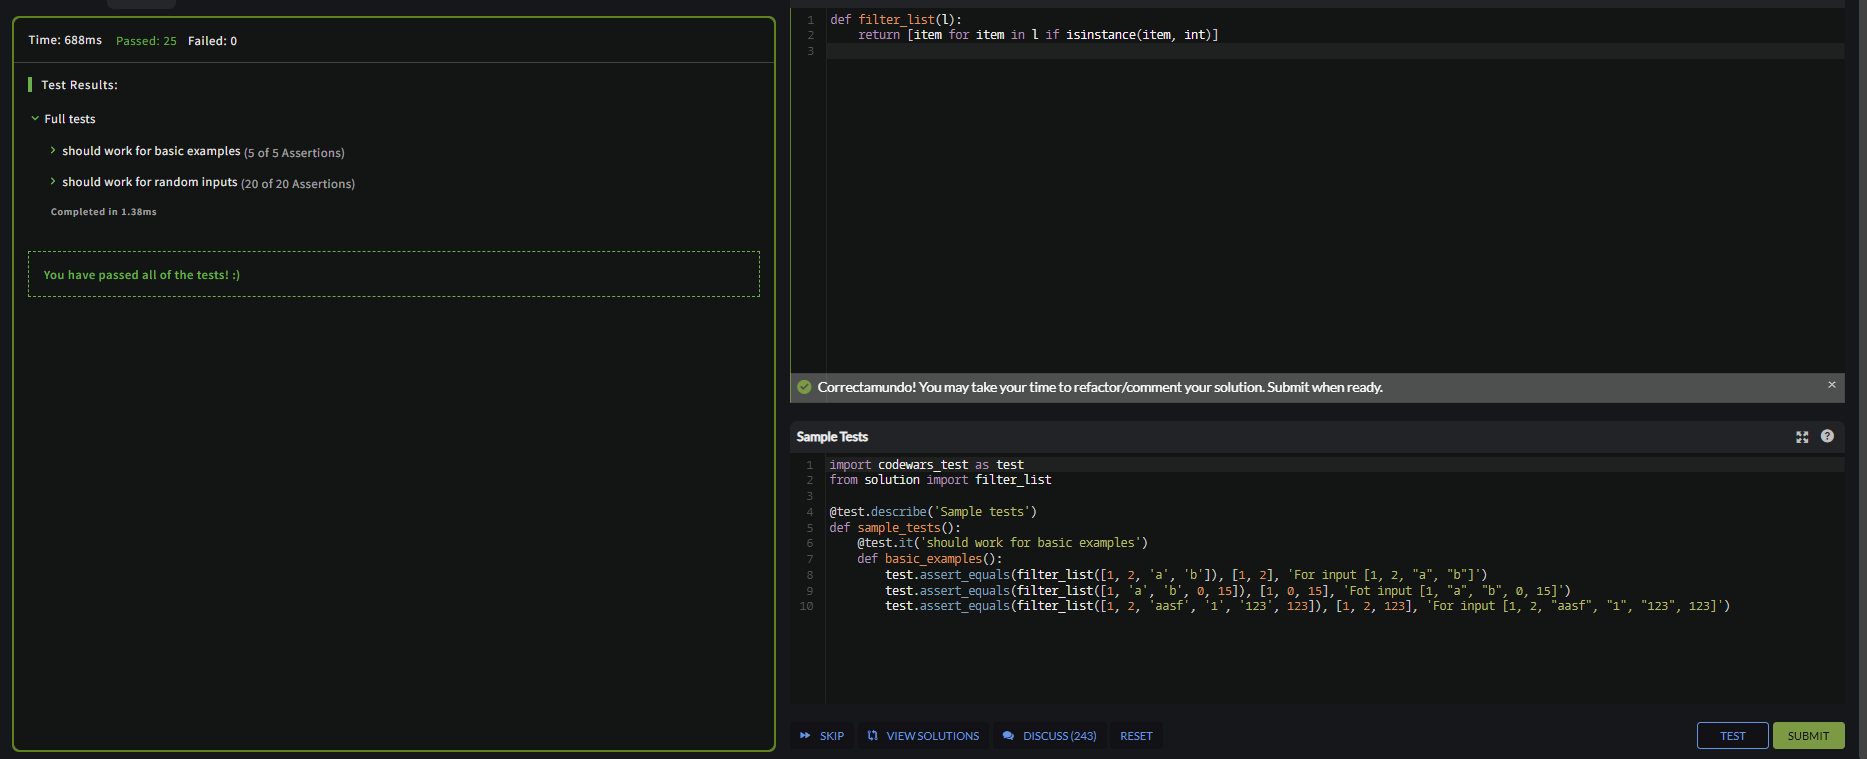 Time: 688ms Passed: 25 Failed: 0
Test Results:
Full tests
should work for basic examples (5 of 5 Assertions)
should work for random inputs (20 of 20 Assertions)
Completed in 1.38ms
You have passed all of the tests! :)
1 def filter_list(l):
2     return [item for item in l if isinstance(item, int)]
3
Correctamundo! You may take your time to refactor/comment your solution. Submit when ready. ×
Sample Tests ?
1 import codewars_test as test
2 from solution import filter_list
3
4 @test.describe('Sample tests')
5 def sample_tests():
6     @test.it('should work for basic examples')
7     def basic_examples():
8         test.assert_equals(filter_list([1, 2, 'a', 'b']), [1, 2], 'For input [1, 2, "a", "b"]')
9         test.assert_equals(filter_list([1, 'a', 'b', 0, 15]), [1, 0, 15], 'Fot input [1, "a", "b", 0, 15]')
10         test.assert_equals(filter_list([1, 2, 'aasf', '1', '123', 123]), [1, 2, 123], 'For input [1, 2, "aasf", "1", "123", 123]')
SKIP VIEW SOLUTIONS DISCUSS (243) RESET TEST SUBMIT